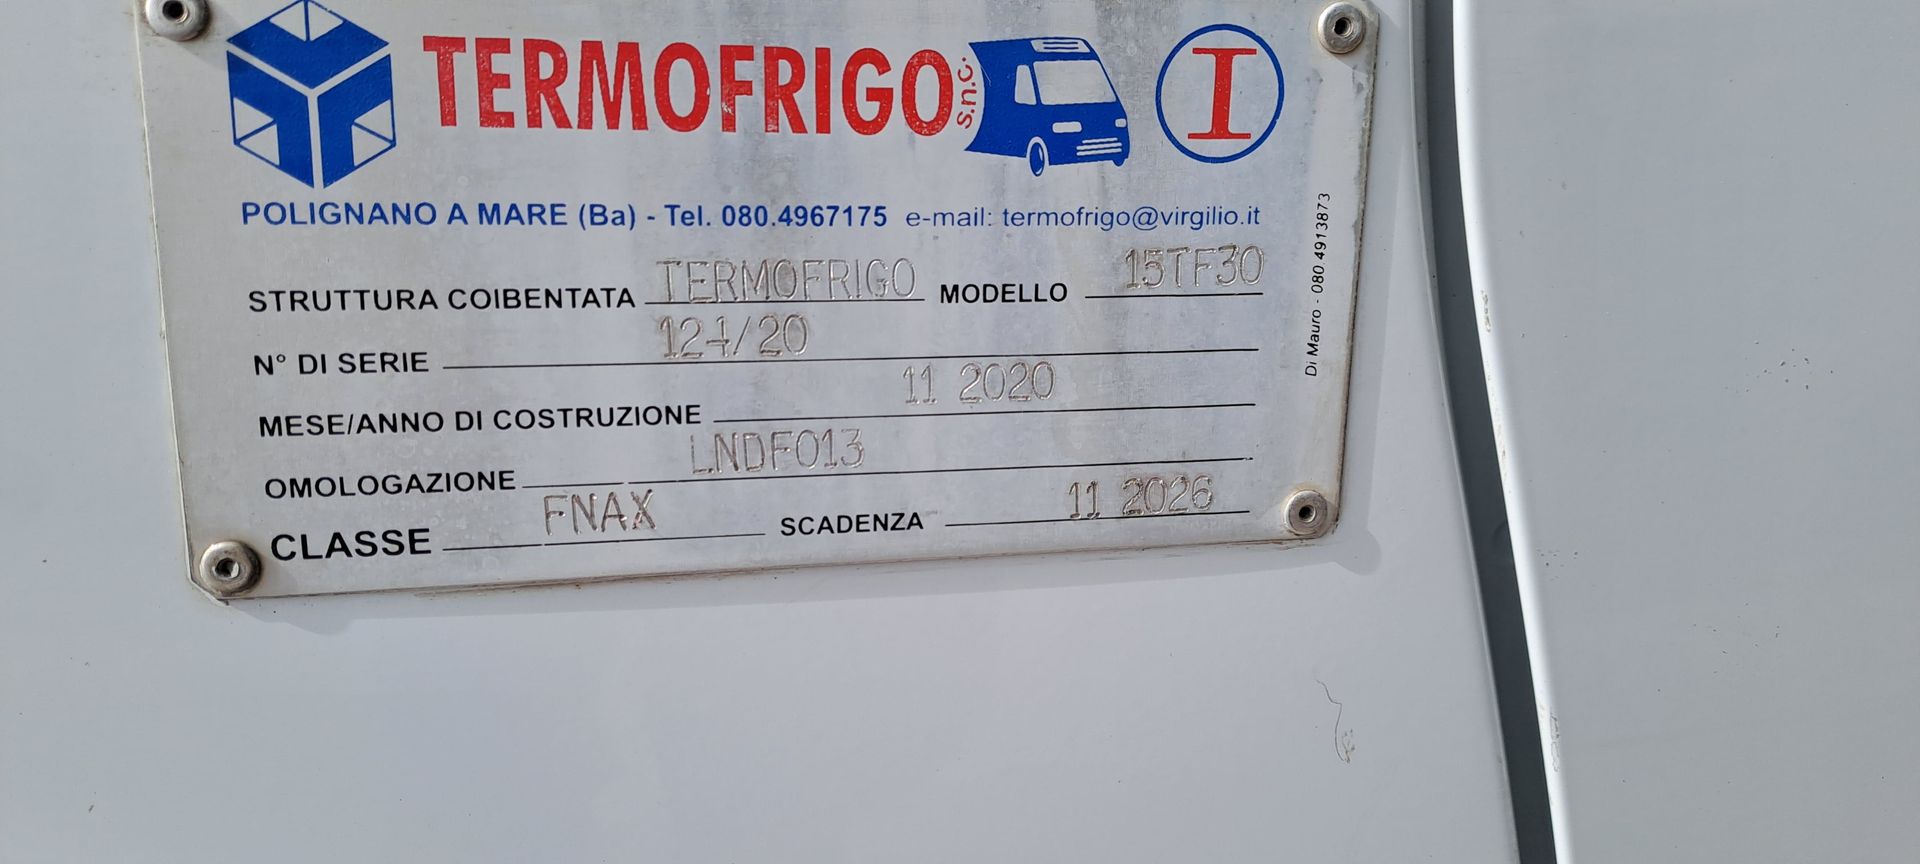 TERMOFRIGO s.n.c. I
POLIGNANO A MARE (Ba) - Tel. 080.4967175 e-mail: termofrigo@virgilio.it
STRUTTURA COIBENTATA TERMOFRIGO MODELLO 15TF30
N° DI SERIE 124/20
MESE/ANNO DI COSTRUZIONE 11 2020
OMOLOGAZIONE LNDF013
CLASSE FNAX SCADENZA 11 2026
Di Mauro - 080.4913873